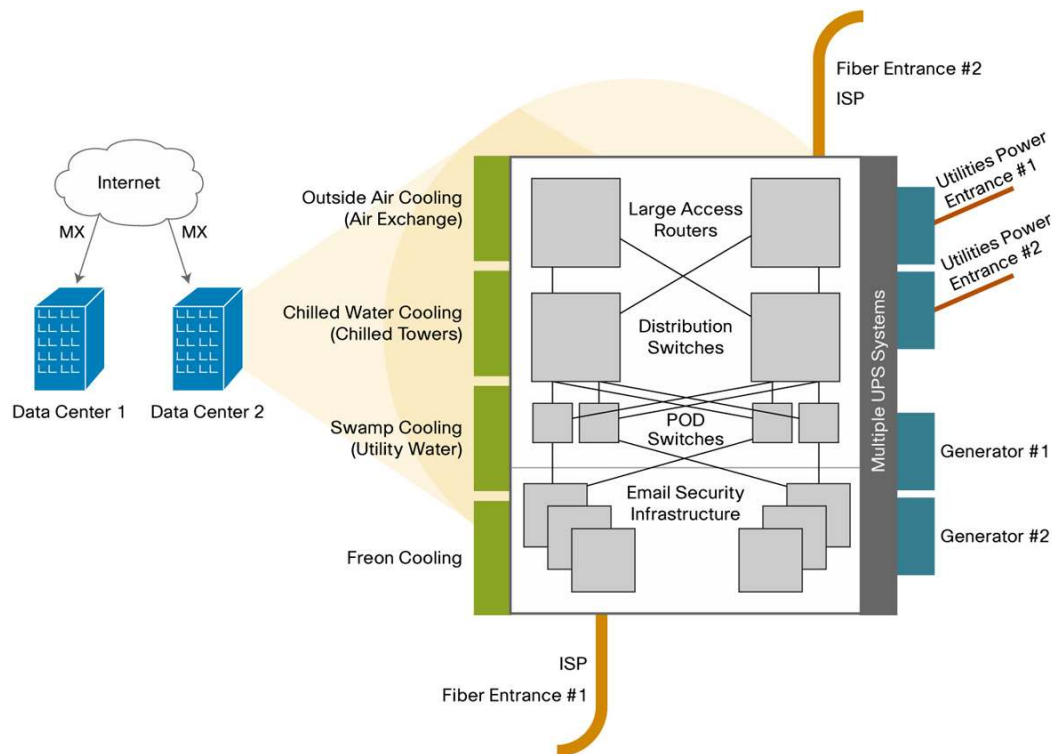 Fiber Entrance #2
ISP
Utilities Power
Entrance #1
Utilities Power
Entrance #2
Internet
MX
MX
Data Center 1
Data Center 2
Outside Air Cooling
(Air Exchange)
Chilled Water Cooling
(Chilled Towers)
Swamp Cooling
(Utility Water)
Freon Cooling
Large Access
Routers
Distribution
Switches
POD
Switches
Email Security
Infrastructure
Multiple UPS Systems
Generator #1
Generator #2
ISP
Fiber Entrance #1